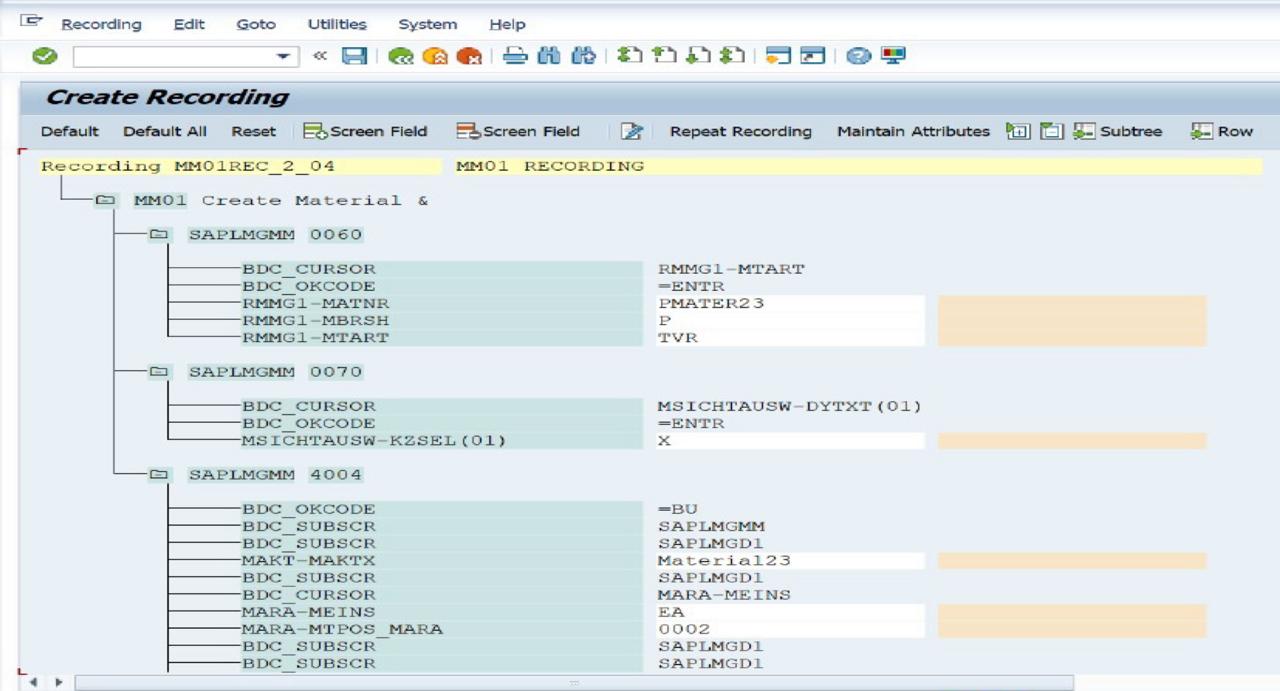 Recording Edit Goto Utilities System Help
Create Recording
Default Default All Reset Screen Field Screen Field Repeat Recording Maintain Attributes Subtree Row
Recording MM01REC_2_04 MM01 RECORDING
MM01 Create Material &
SAPLMGMM 0060
BDC_CURSOR RMMG1-MTART
BDC_OKCODE =ENTR
RMMG1-MATNR PMATER23
RMMG1-MBRSH P
RMMG1-MTART TVR
SAPLMGMM 0070
BDC_CURSOR MSICHTAUSW-DYTXT(01)
BDC_OKCODE =ENTR
MSICHTAUSW-KZSEL(01) X
SAPLMGMM 4004
BDC_OKCODE =BU
BDC_SUBSCR SAPLMGMM
BDC_SUBSCR SAPLMGD1
MAKT-MAKTX Material23
BDC_SUBSCR SAPLMGD1
BDC_CURSOR MARA-MEINS
MARA-MEINS EA
MARA-MTPOS_MARA 0002
BDC_SUBSCR SAPLMGD1
BDC_SUBSCR SAPLMGD1